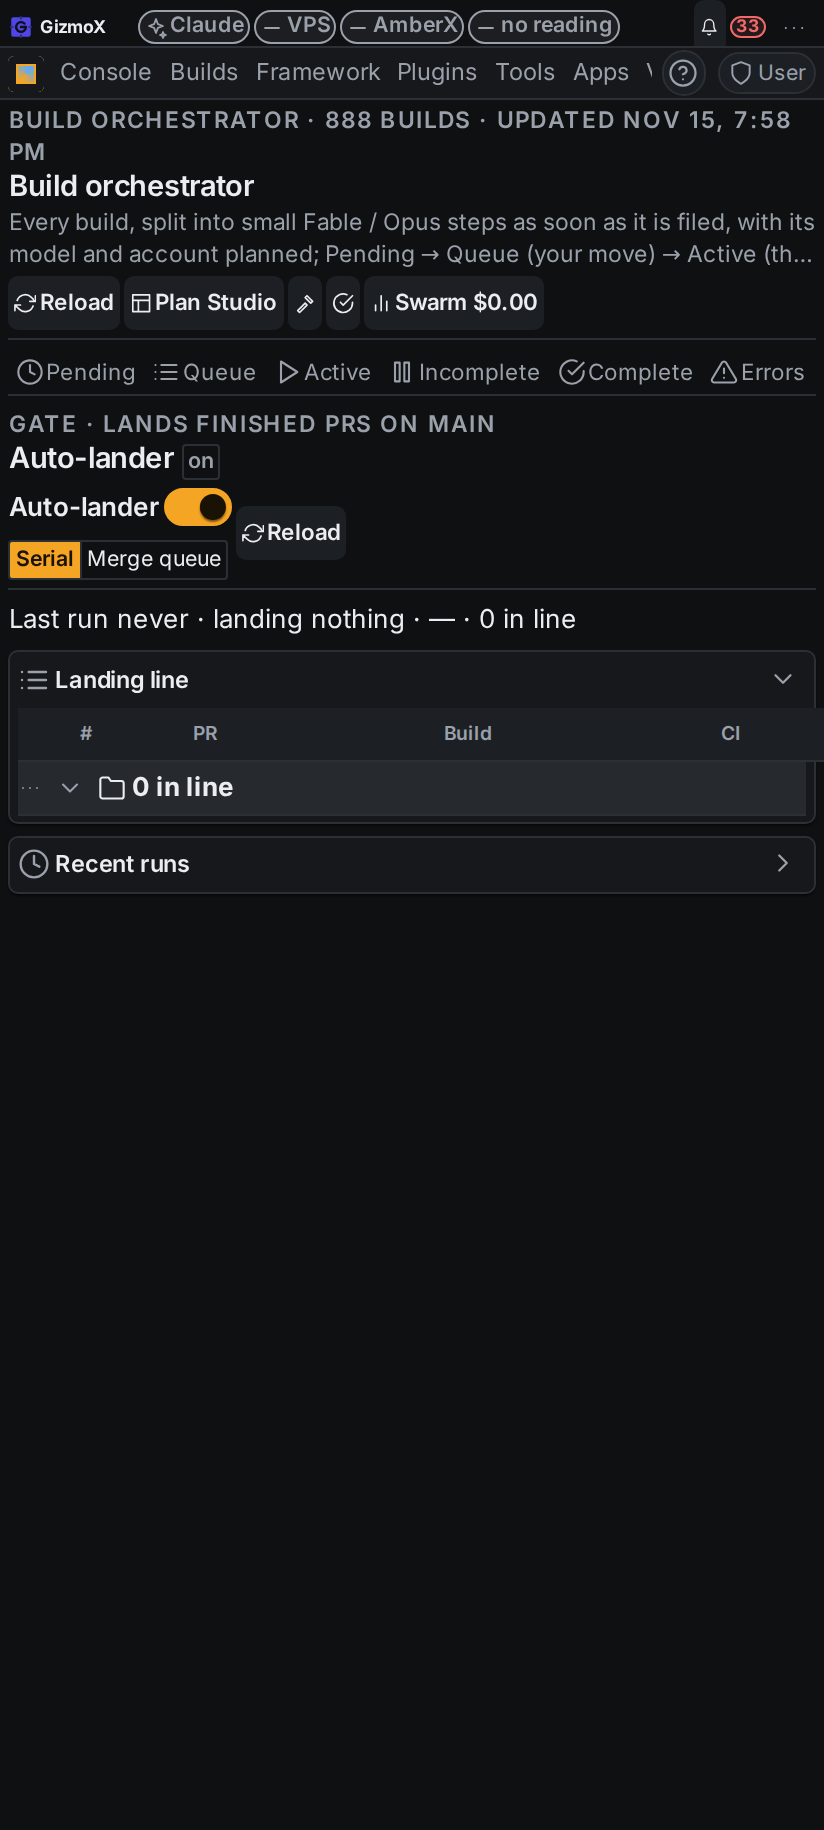 GizmoX Claude — VPS — AmberX — no reading 33 ...
Console Builds Framework Plugins Tools Apps User
BUILD ORCHESTRATOR · 888 BUILDS · UPDATED NOV 15, 7:58
PM
Build orchestrator
Every build, split into small Fable / Opus steps as soon as it is filed, with its
model and account planned; Pending → Queue (your move) → Active (th...
Reload Plan Studio Swarm $0.00
Pending Queue Active Incomplete Complete Errors
GATE · LANDS FINISHED PRS ON MAIN
Auto-lander on
Auto-lander
Reload
Serial Merge queue
Last run never · landing nothing · — · 0 in line
Landing line
# PR Build CI
... 0 in line
Recent runs